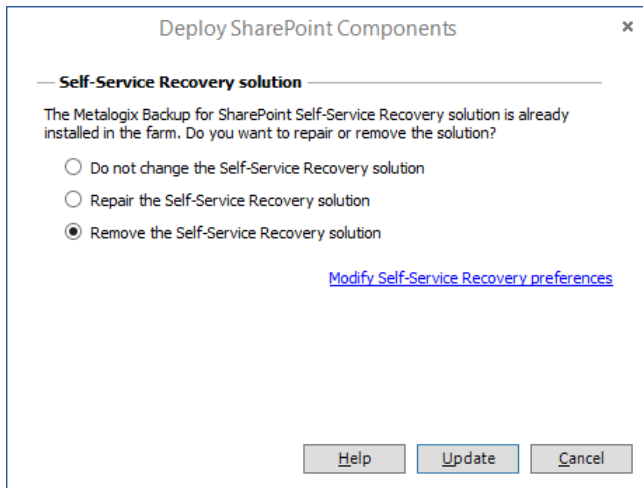 Deploy SharePoint Components
Self-Service Recovery solution
The Metalogix Backup for SharePoint Self-Service Recovery solution is already
installed in the farm. Do you want to repair or remove the solution?
Do not change the Self-Service Recovery solution
Repair the Self-Service Recovery solution
Remove the Self-Service Recovery solution
Modify Self-Service Recovery preferences
Help Update Cancel